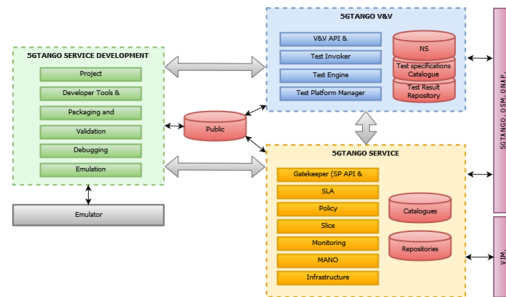 5GTANGO V&V
V&V API &
Test Invoker
Test Engine
Test Platform Manager
NS
Test specifications
Catalogue
Test Result
Repository
5GTANGO SERVICE DEVELOPMENT
Project
Developer Tools &
Packaging and
Validation
Debugging
Emulation
Emulator
Public
5GTANGO SERVICE
Gatekeeper (SP API &
SLA
Policy
Slice
Monitoring
MANO
Infrastructure
Catalogues
Repositories
5GTANGO, OSM, ONAP,
VIM,